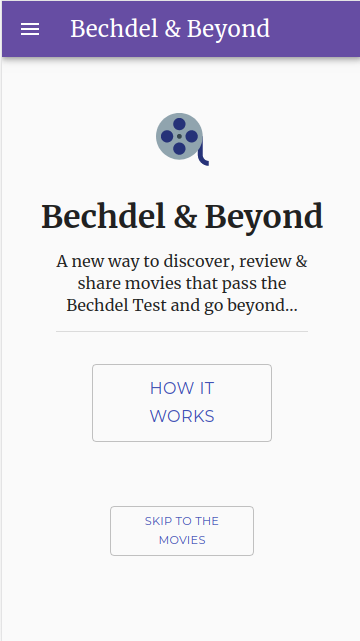 Bechdel & Beyond
Bechdel & Beyond
A new way to discover, review &
share movies that pass the
Bechdel Test and go beyond...
HOW IT
WORKS
SKIP TO THE
MOVIES